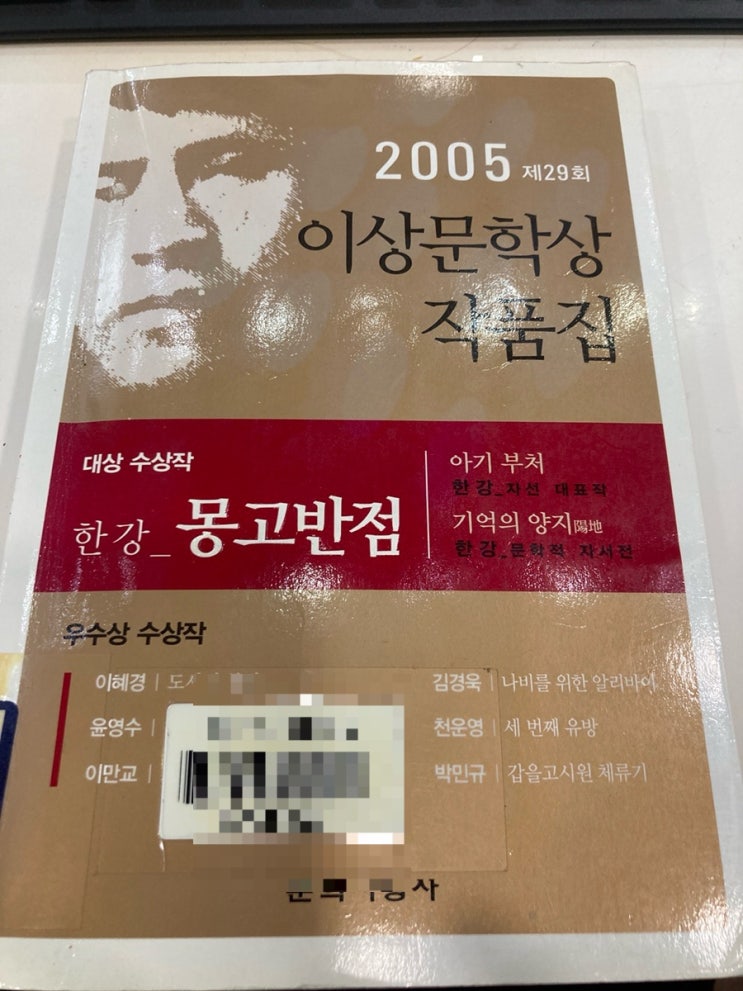 2005 제29회
이상문학상
작품집
대상 수상작
한강_몽고반점
아기 부처
한강_자선 대표작
기억의 양지陽地
한강_문학적 자서전
우수상 수상작
이혜경
윤영수
이만교
김경욱 | 나비를 위한 알리바이
천운영 | 세 번째 유방
박민규 | 갑을고시원 체류기